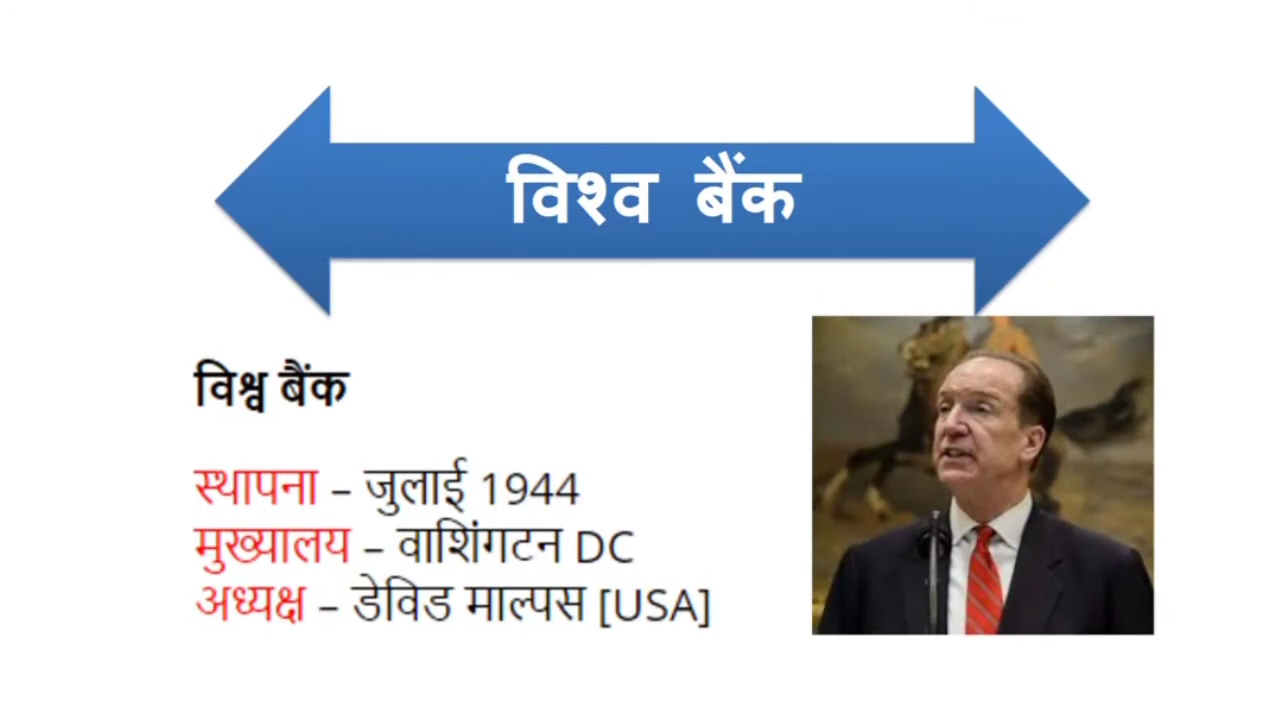 विश्व बैंक
विश्व बैंक
स्थापना – जुलाई 1944
मुख्यालय – वाशिंगटन DC
अध्यक्ष – डेविड माल्पस [USA]